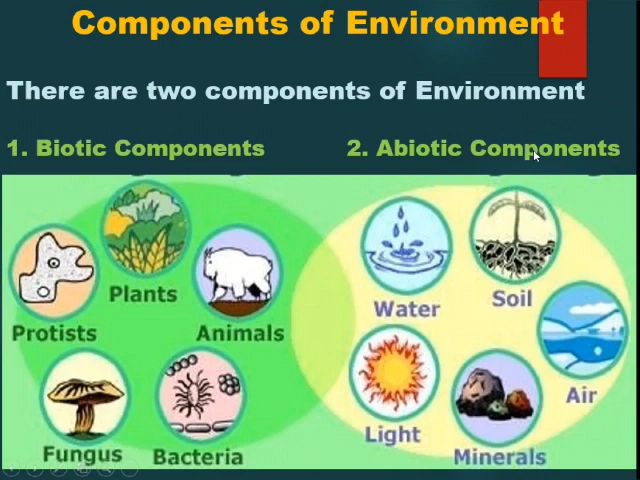 Components of Environment
There are two components of Environment
1. Biotic Components 2. Abiotic Components
Plants
Protists
Animals
Fungus
Bacteria
Water
Soil
Air
Light
Minerals